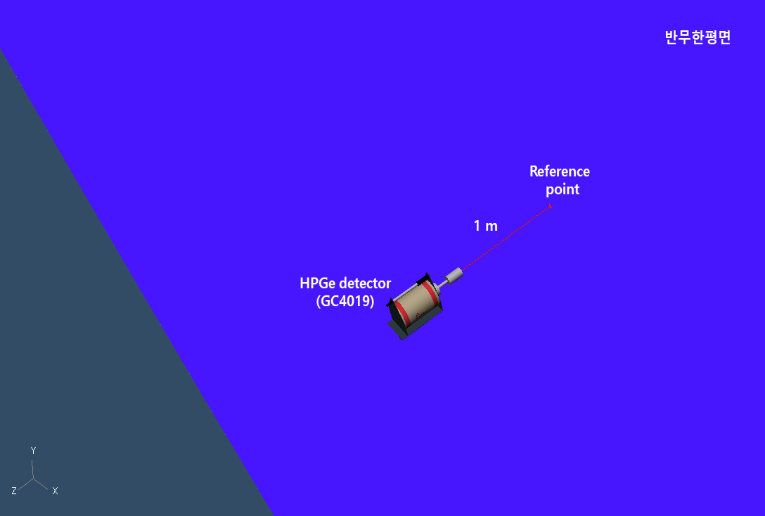 반무한평면
Reference
point
1 m
HPGe detector
(GC4019)
Y
Z
X